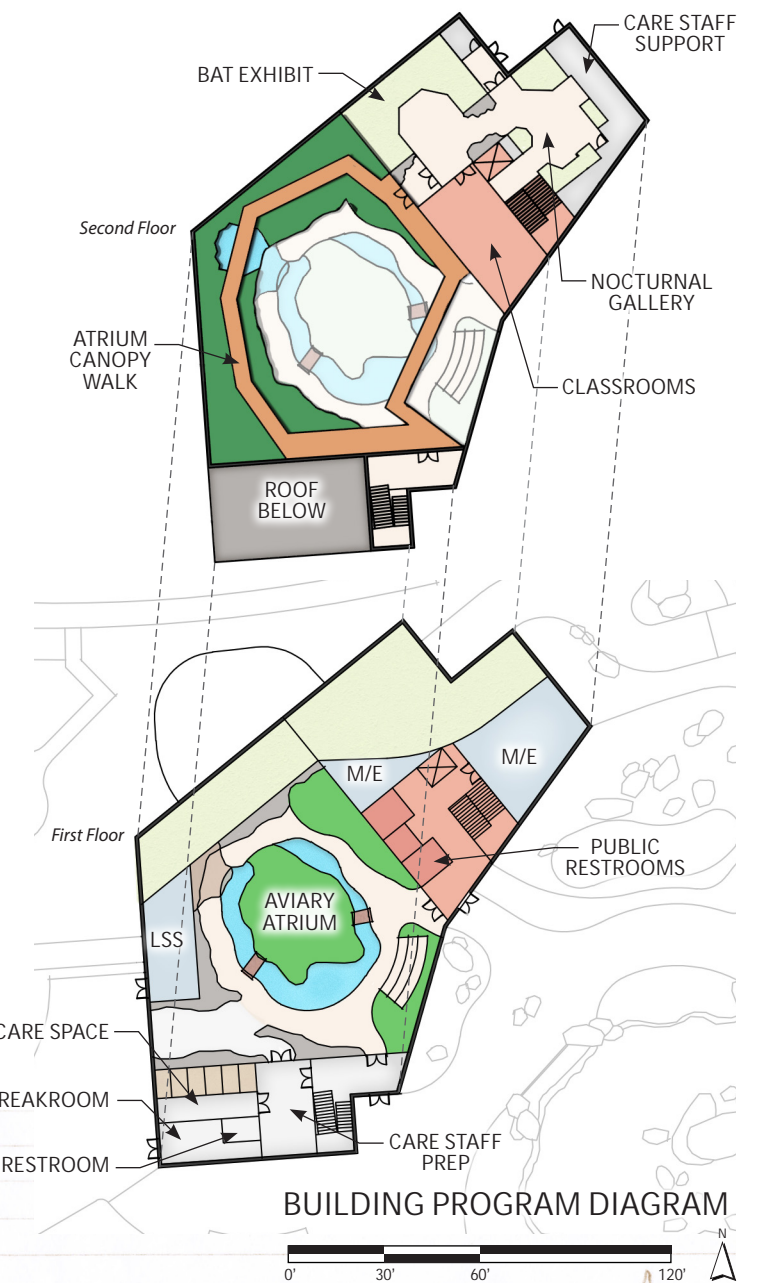 CARE STAFF
SUPPORT
BAT EXHIBIT
Second Floor
NOCTURNAL
GALLERY
ATRIUM
CANOPY
WALK
CLASSROOMS
ROOF
BELOW
M/E
M/E
First Floor
PUBLIC
RESTROOMS
AVIARY
ATRIUM
LSS
CARE SPACE
REAKROOM
RESTROOM
CARE STAFF
PREP
BUILDING PROGRAM DIAGRAM
N
0' 30' 60' 120'